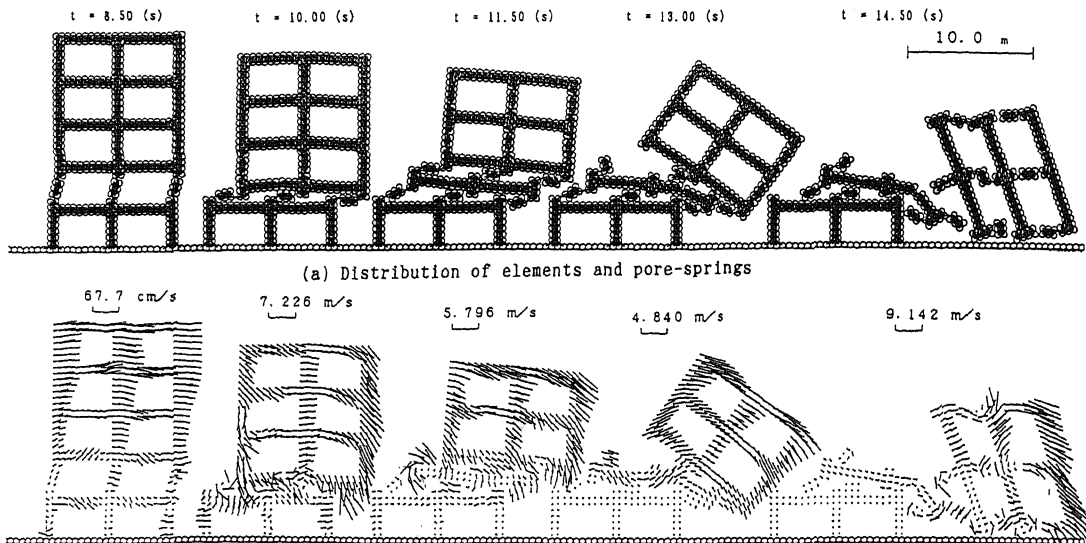 t = 8.50 (s)
t = 10.00 (s)
t = 11.50 (s)
t = 13.00 (s)
t = 14.50 (s)
10.0 m
(a) Distribution of elements and pore-springs
67.7 cm/s
7.226 m/s
5.796 m/s
4.840 m/s
9.142 m/s